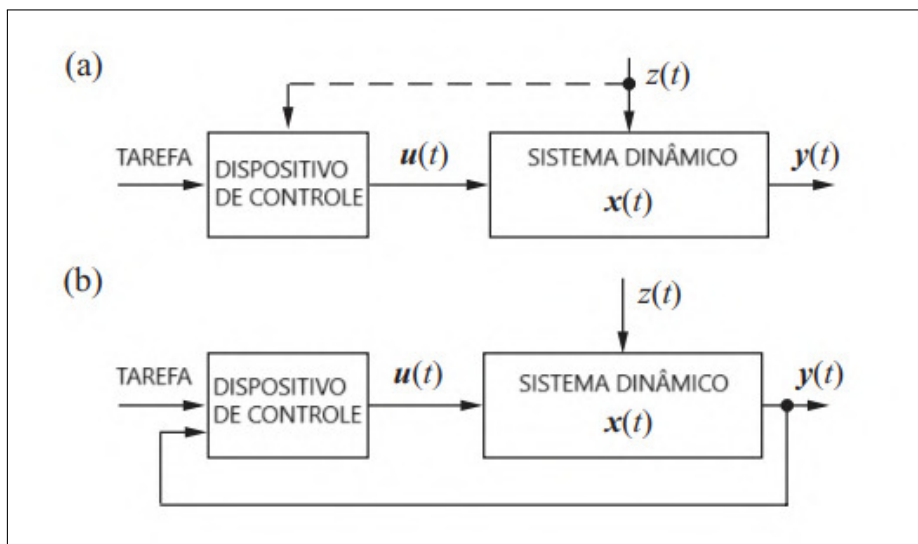 (a)
z(t)
TAREFA
DISPOSITIVO
DE CONTROLE
u(t)
SISTEMA DINÂMICO
x(t)
y(t)
(b)
z(t)
TAREFA
DISPOSITIVO
DE CONTROLE
u(t)
SISTEMA DINÂMICO
x(t)
y(t)